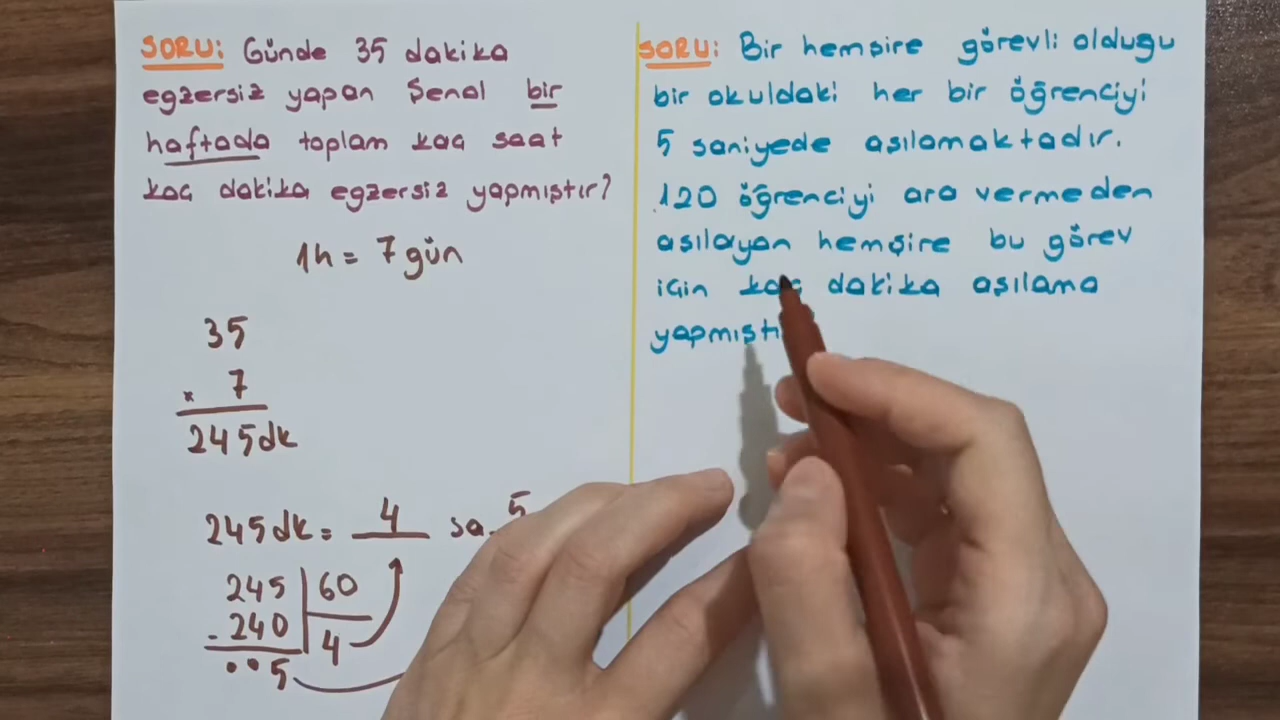 SORU: Günde 35 dakika
egzersiz yapan Şenol bir
haftada toplam kaç saat
kaç dakika egzersiz yapmıştır?
1h = 7 gün
35
× 7
245dk
245dk = 4 sa 5
245 60
- 240 4
5
SORU: Bir hemşire görevli olduğu
bir okuldaki her bir öğrenciyi
5 saniyede aşılamaktadır.
120 öğrenciyi ara vermeden
aşılayan hemşire bu görev
için kaç dakika aşılama